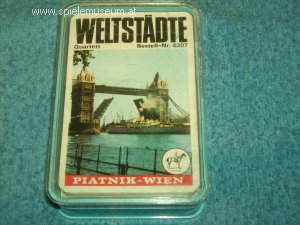 www.spielemuseum.at
WELTSTÄDTE
Quartett Bestell-Nr. 4207
PIATNIK-WIEN